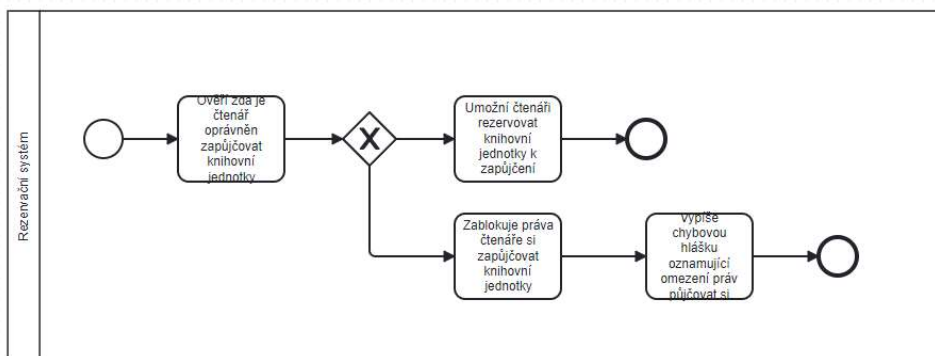 Rezervační systém
Ověří zda je
čtenář
oprávněn
zapůjčovat
knihovní
jednotky
Umožní čtenáři
rezervovat
knihovní
jednotky k
zapůjčení
Zablokuje práva
čtenáře si
zapůjčovat
knihovní
jednotky
Vypíše
chybovou
hlášku
oznamující
omezení práv
půjčovat si